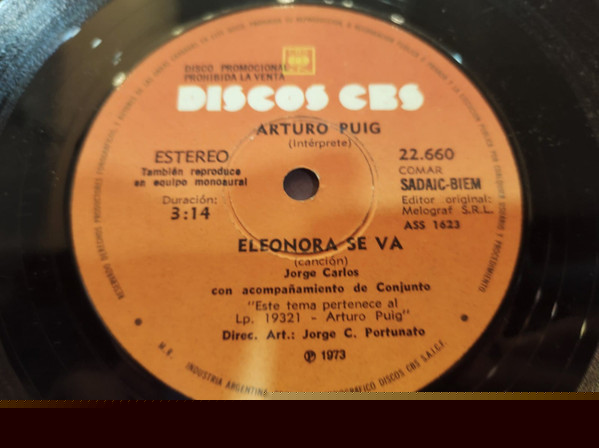 DISCO PROMOCIONAL
PROHIBIDA LA VENTA
DISCOS CBS
ARTURO PUIG
(Intérprete)
ESTEREO
También reproduce
en equipo monoaural
Duración:
3:14
22.660
COMAR
SADAIC-BIEM
Editor original:
Melograf S.R.L.
ASS 1623
ELEONORA SE VA
(canción)
Jorge Carlos
con acompañamiento de Conjunto
"Este tema pertenece al
Lp. 19321 - Arturo Puig"
Direc. Art.: Jorge C. Portunato
Ⓟ 1973
INDUSTRIA ARGENTINA
DISCOS CBS S.A.I.C.F.